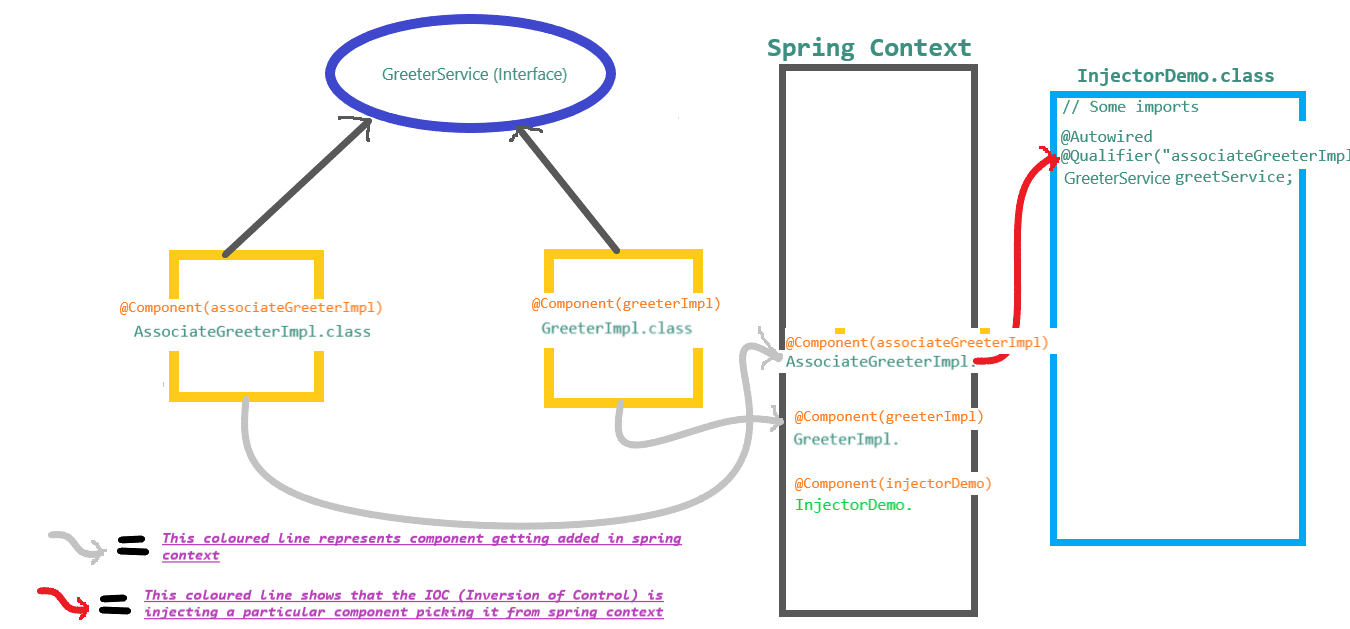 GreeterService (Interface)
Spring Context
InjectorDemo.class
// Some imports
@Autowired
@Qualifier("associateGreeterImpl
GreeterService greetService;
@Component(associateGreeterImpl)
AssociateGreeterImpl.class
@Component(greeterImpl)
GreeterImpl.class
@Component(associateGreeterImpl)
AssociateGreeterImpl.
@Component(greeterImpl)
GreeterImpl.
@Component(injectorDemo)
InjectorDemo.
This coloured line represents component getting added in spring
context
This coloured line shows that the IOC (Inversion of Control) is
injecting a particular component picking it from spring context